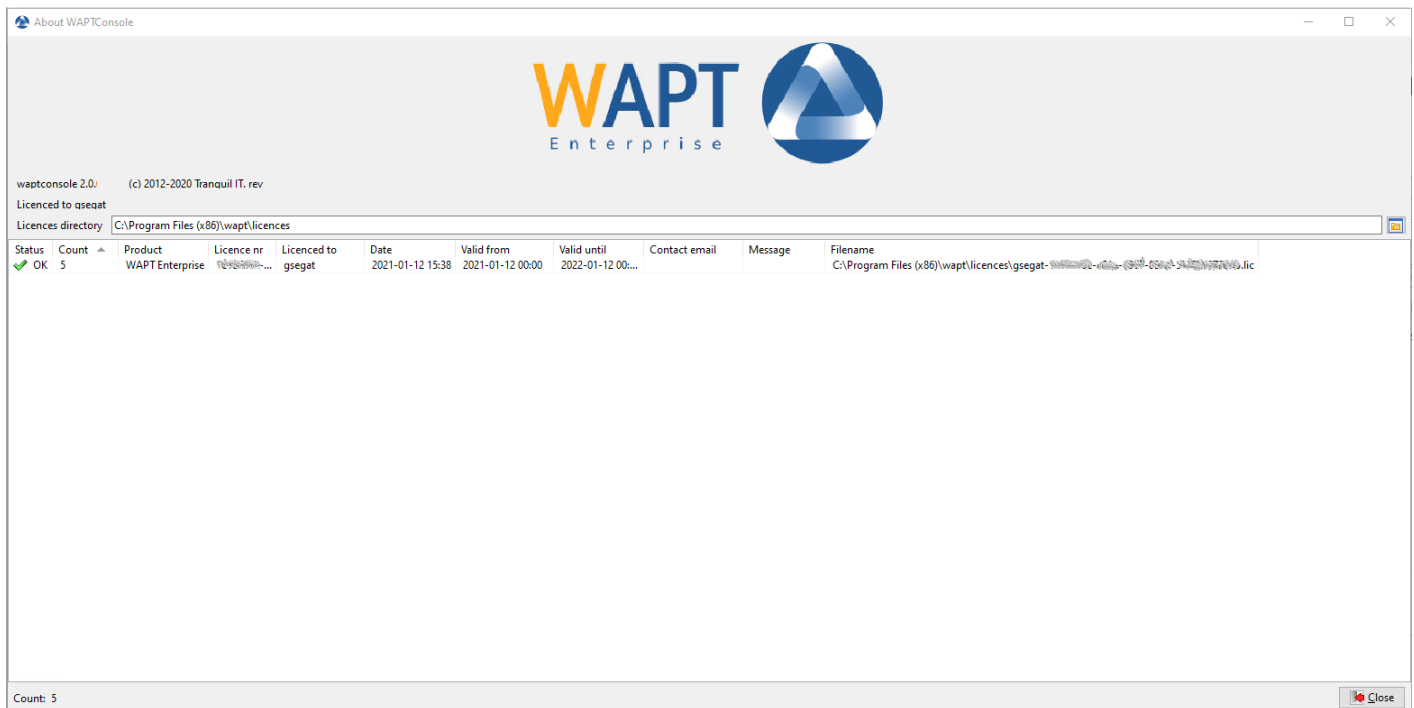 About WAPTConsole
WAPT
Enterprise
waptconsole 2.0. (c) 2012-2020 Tranquil IT. rev
Licenced to gsegat
Licences directory C:\Program Files (x86)\wapt\licences
Status Count Product Licence nr Licenced to Date Valid from Valid until Contact email Message Filename
OK 5 WAPT Enterprise gsegat 2021-01-12 15:38 2021-01-12 00:00 2022-01-12 00:... C:\Program Files (x86)\wapt\licences\gsegat- .lic
Count: 5 Close